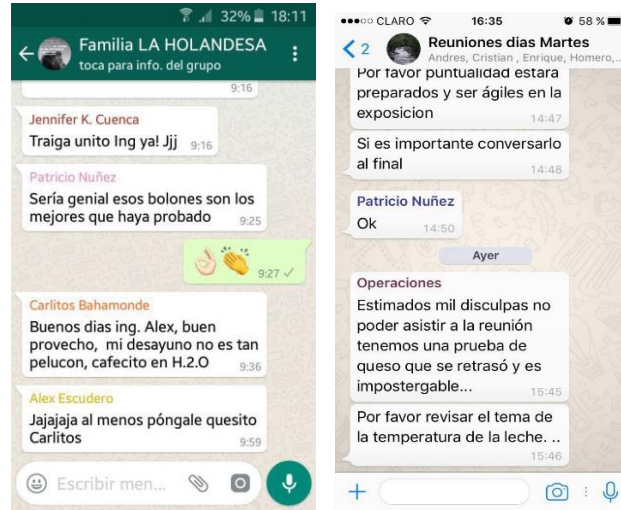 32% 18:11
Familia LA HOLANDESA
toca para info. del grupo
9:16
Jennifer K. Cuenca
Traiga unito Ing ya! Jjj 9:16
Patricio Nuñez
Sería genial esos bolones son los
mejores que haya probado 9:25
👌🏻👏🏻 9:27 ✓
Carlitos Bahamonde
Buenos dias ing. Alex, buen
provecho, mi desayuno no es tan
pelucon, cafecito en H.2.O 9:36
Alex Escudero
Jajajaja al menos póngale quesito
Carlitos 9:59
Escribir men...
CLARO 16:35 58 %
2 Reuniones dias Martes
Andres, Cristian , Enrique, Homero,..
Por favor puntualidad estará
preparados y ser ágiles en la
exposicion 14:47
Si es importante conversarlo
al final 14:48
Patricio Nuñez
Ok 14:50
Ayer
Operaciones
Estimados mil disculpas no
poder asistir a la reunión
tenemos una prueba de
queso que se retrasó y es
impostergable... 15:45
Por favor revisar el tema de
la temperatura de la leche. ..
15:46